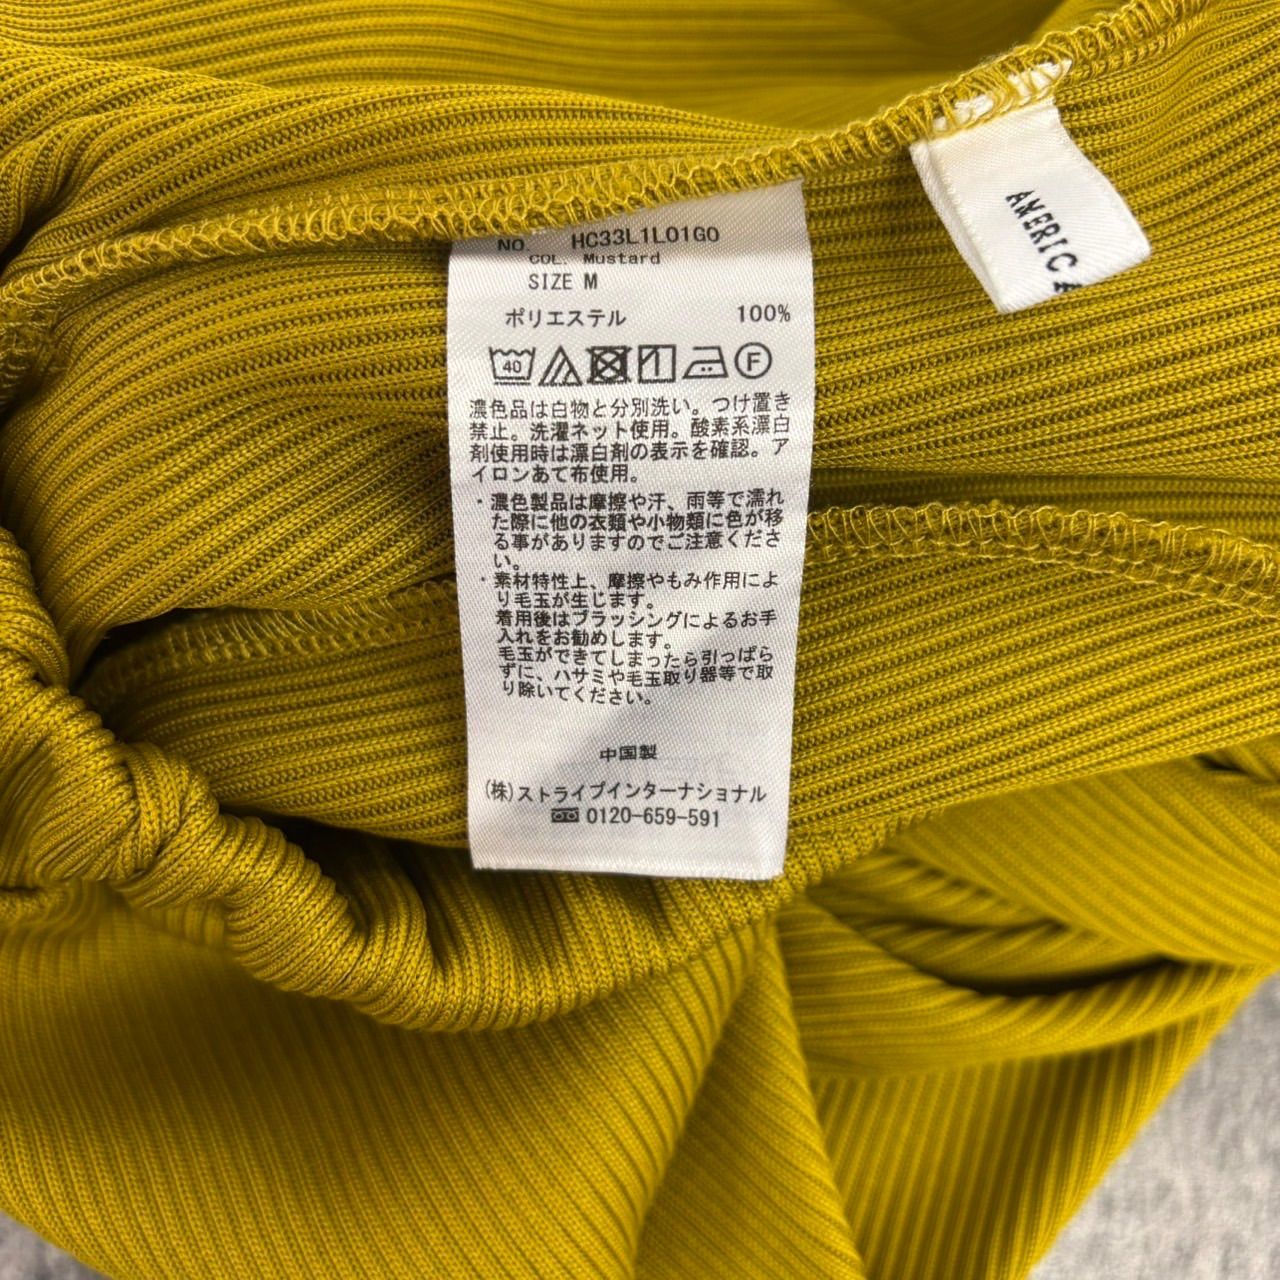 NO. HC33L1L01G0
COL. Mustard
SIZE M
ポリエステル 100%
40
F
濃色品は白物と分別洗い。つけ置き
禁止。洗濯ネット使用。酸素系漂白
剤使用時は漂白剤の表示を確認。ア
イロンあて布使用。
・濃色製品は摩擦や汗、雨等で濡れ
た際に他の衣類や小物類に色が移
る事がありますのでご注意くださ
い。
・素材特性上、摩擦やもみ作用によ
り毛玉が生じます。
着用後はブラッシングによるお手
入れをお勧めします。
毛玉ができてしまったら引っぱら
ずに、ハサミや毛玉取り器等で取
り除いてください。
中国製
(株)ストライプインターナショナル
0120-659-591
AMERICA